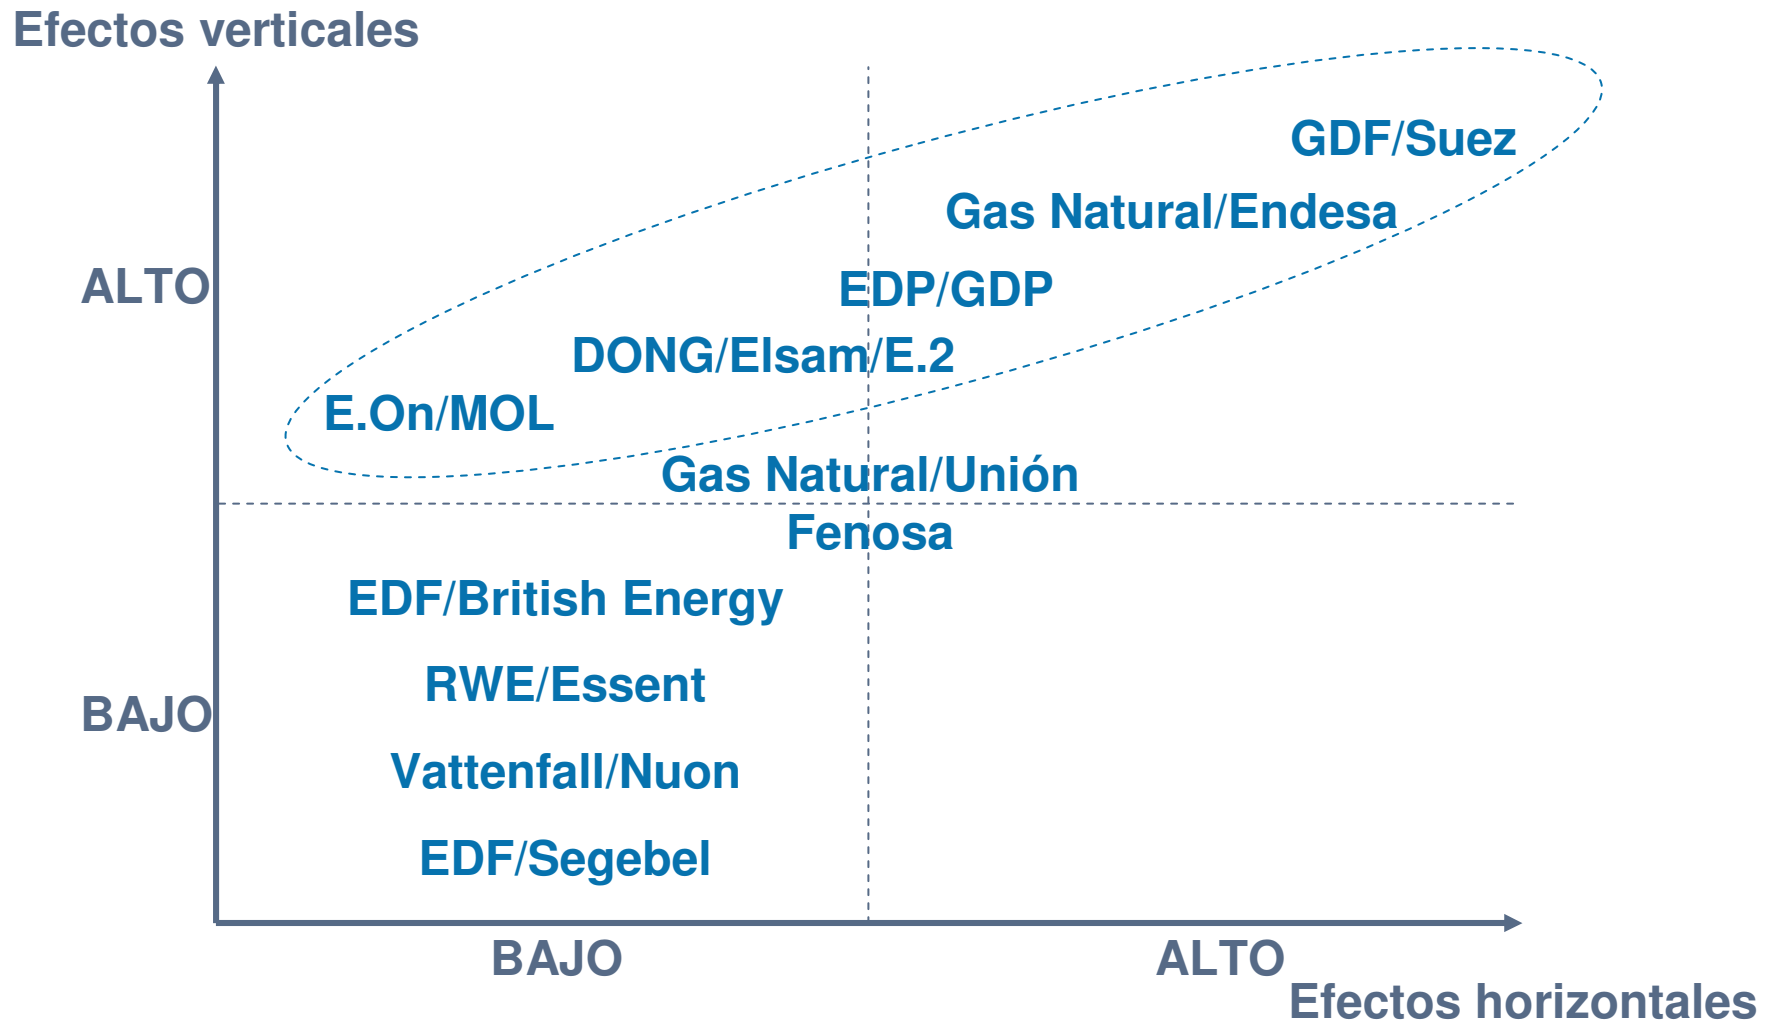 Efectos verticales
GDF/Suez
Gas Natural/Endesa
ALTO
EDP/GDP
DONG/Elsam/E.2
E.On/MOL
Gas Natural/Unión
Fenosa
EDF/British Energy
RWE/Essent
BAJO
Vattenfall/Nuon
EDF/Segebel
BAJO
ALTO
Efectos horizontales